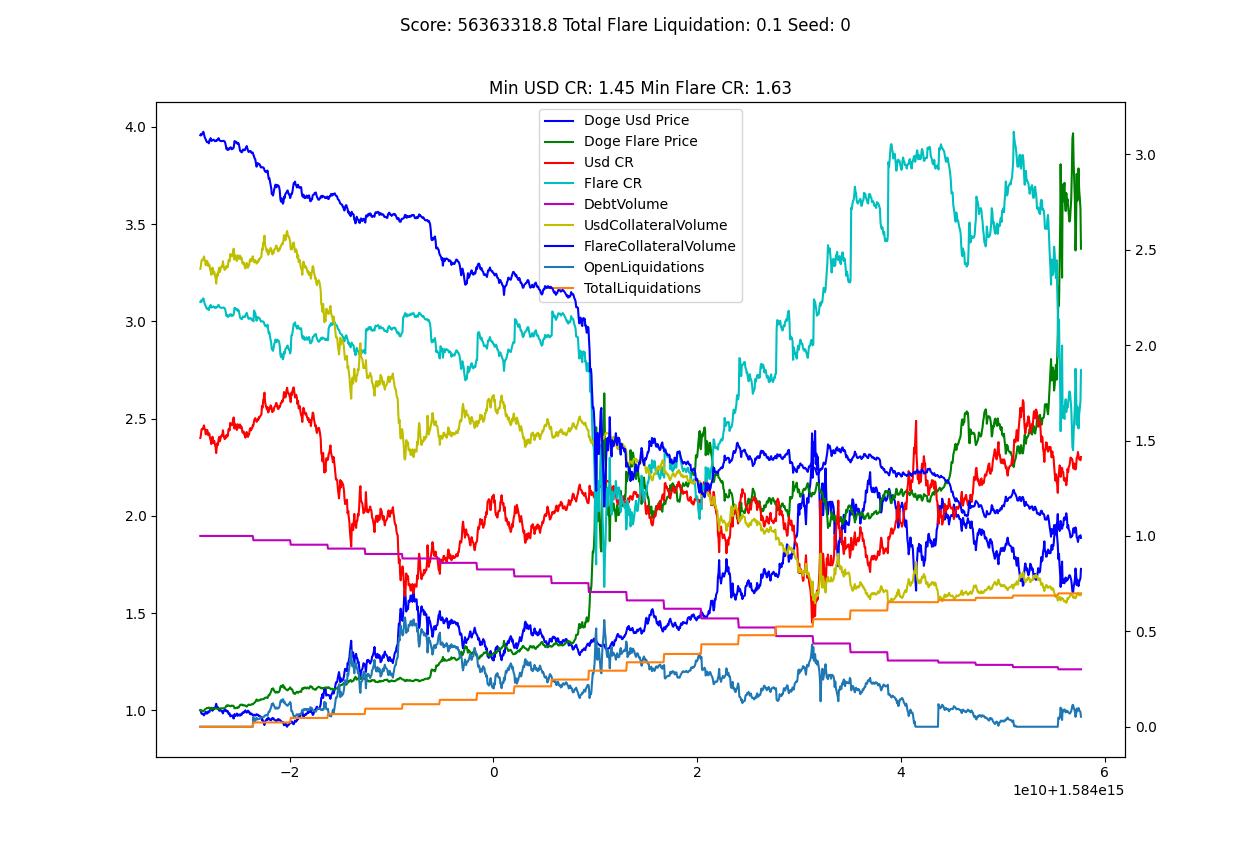 Score: 56363318.8 Total Flare Liquidation: 0.1 Seed: 0
Min USD CR: 1.45 Min Flare CR: 1.63
Doge Usd Price
Doge Flare Price
Usd CR
Flare CR
DebtVolume
UsdCollateralVolume
FlareCollateralVolume
OpenLiquidations
TotalLiquidations
4.0
3.5
3.0
2.5
2.0
1.5
1.0
3.0
2.5
2.0
1.5
1.0
0.5
0.0
−2 0 2 4 6
1e10+1.584e15